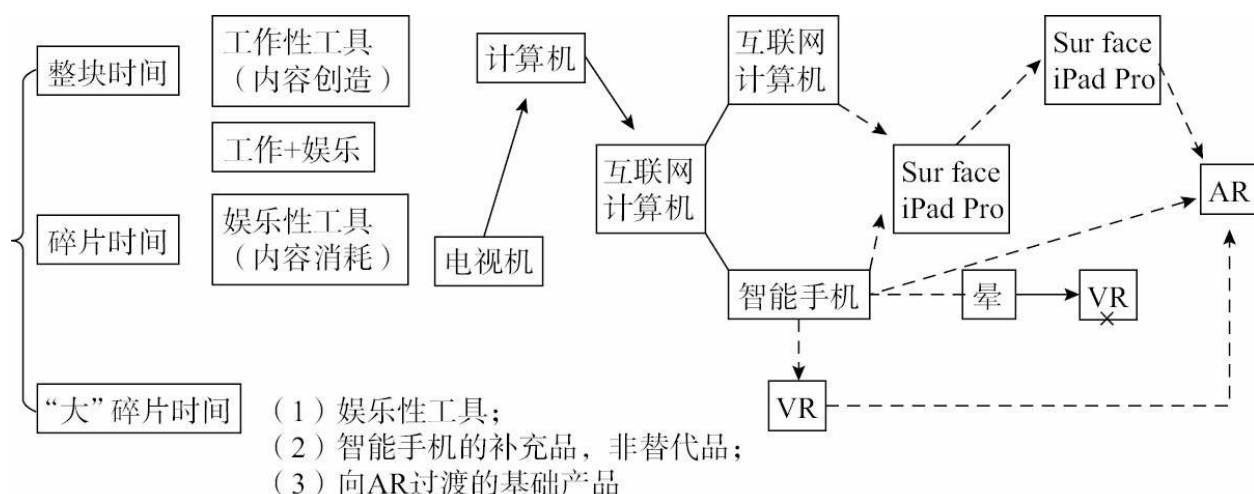 整块时间
工作性工具
（内容创造）
工作+娱乐
碎片时间
娱乐性工具
（内容消耗）
计算机
电视机
互联网
计算机
互联网
计算机
智能手机
Sur face
iPad Pro
Sur face
iPad Pro
AR
晕
VR
VR
“大”碎片时间
（1）娱乐性工具；
（2）智能手机的补充品，非替代品；
（3）向AR过渡的基础产品